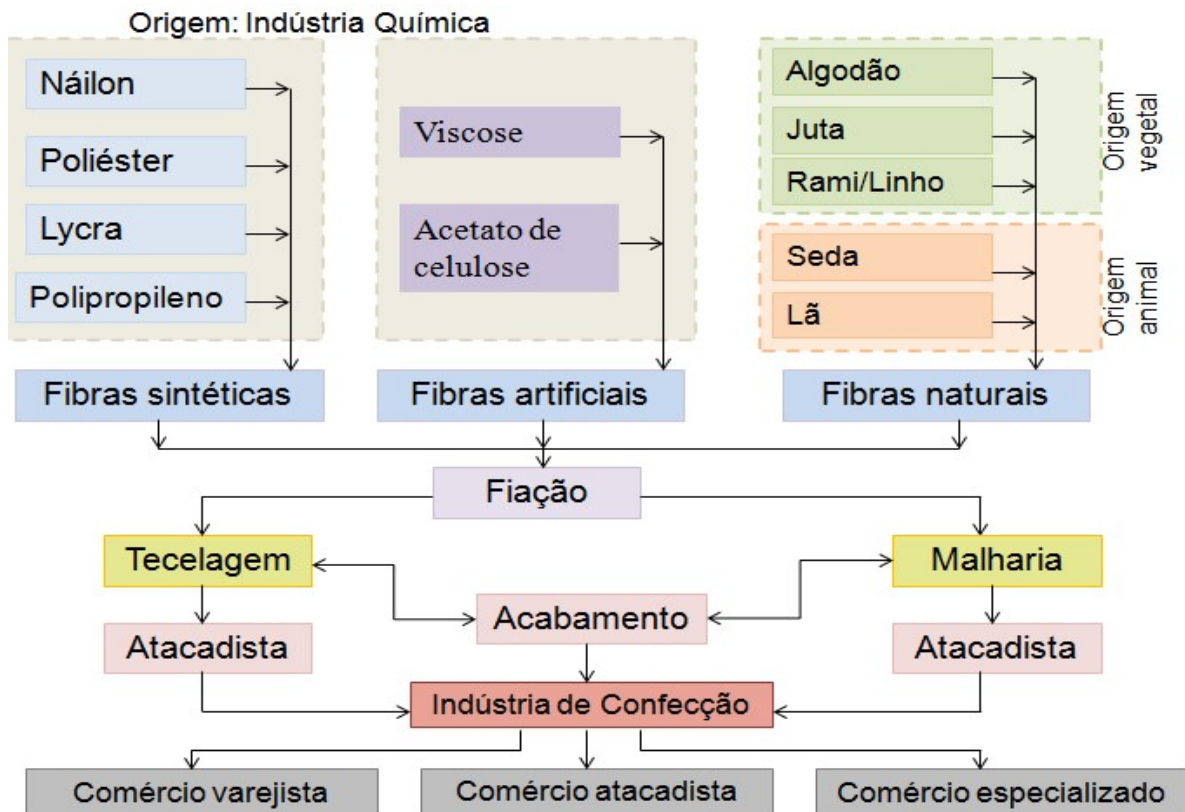 Origem: Indústria Química
Náilon
Poliéster
Lycra
Polipropileno
Viscose
Acetato de
celulose
Algodão
Juta
Rami/Linho
Origem
vegetal
Seda
Lã
Origem
animal
Fibras sintéticas
Fibras artificiais
Fibras naturais
Fiação
Tecelagem
Malharia
Acabamento
Atacadista
Atacadista
Indústria de Confecção
Comércio varejista
Comércio atacadista
Comércio especializado